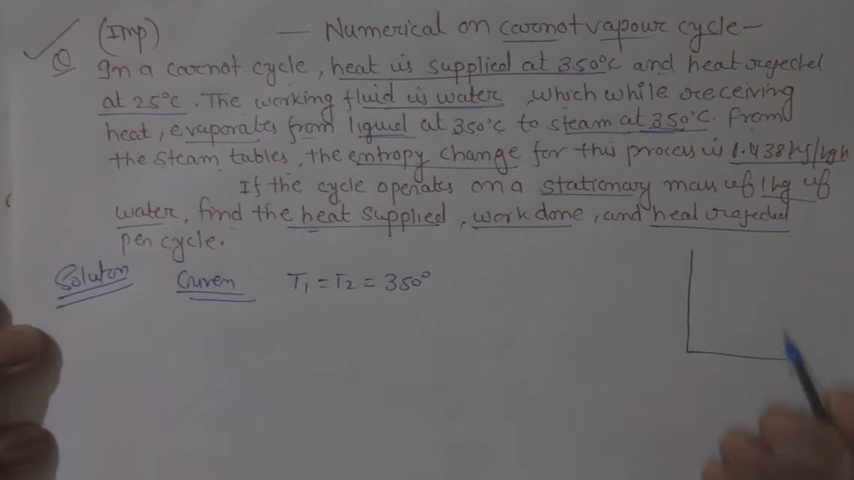 (Imp) — Numerical on carnot vapour cycle —
Q In a carnot cycle, heat is supplied at 350°c and heat rejected
at 25°c. The working fluid is water which while receiving
heat, evaporates from liquid at 350°c to steam at 350°C. From
the steam tables, the entropy change for this process is 1.438 kJ/kgk
If the cycle operates on a stationary mass of 1 kg of
water, find the heat supplied, work done, and heat rejected
per cycle.
Solution Given T₁ = T₂ = 350°